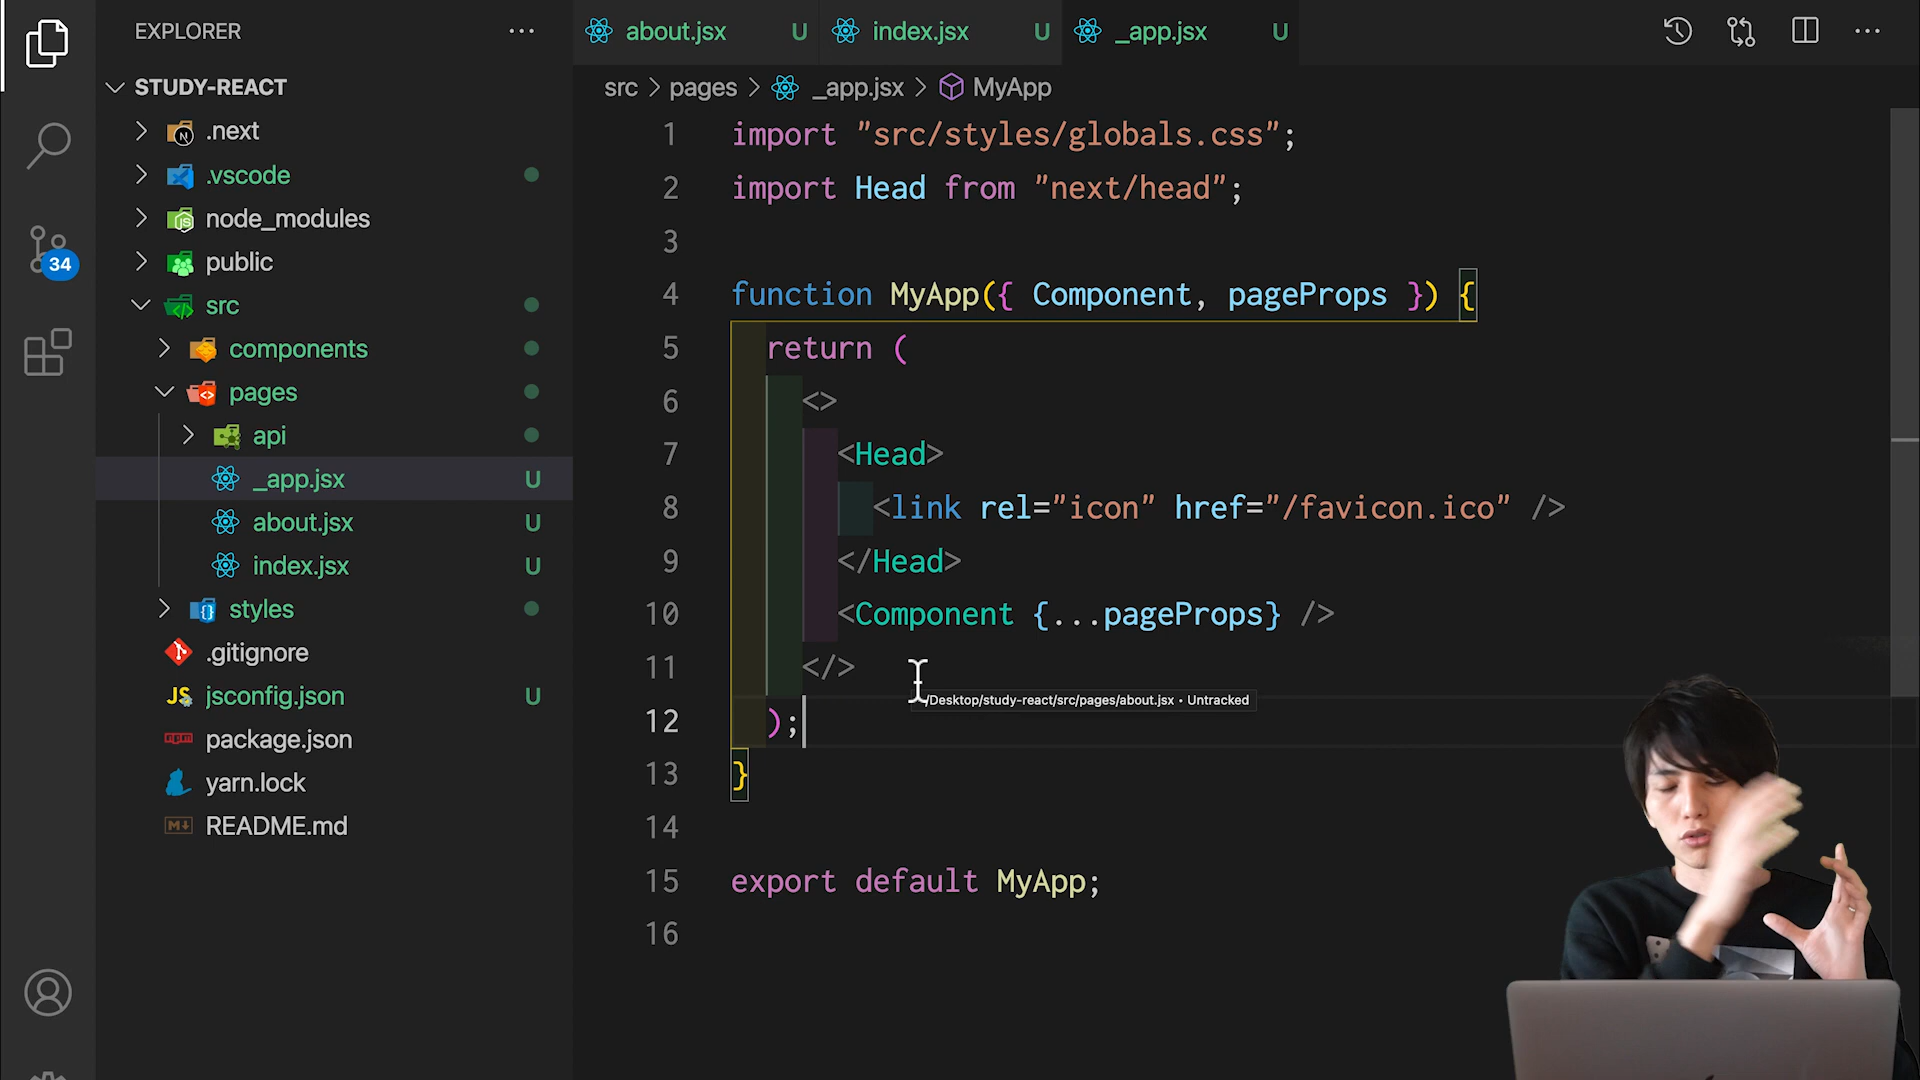 EXPLORER
STUDY-REACT
.next
.vscode
node_modules
public
src
components
pages
api
_app.jsx U
about.jsx U
index.jsx U
styles
.gitignore
JS jsconfig.json U
package.json
yarn.lock
README.md
34
about.jsx U index.jsx U _app.jsx U
src > pages > _app.jsx > MyApp
1 import "src/styles/globals.css";
2 import Head from "next/head";
3
4 function MyApp({ Component, pageProps }) {
5 return (
6 <>
7 <Head>
8 <link rel="icon" href="/favicon.ico" />
9 </Head>
10 <Component {...pageProps} />
11 </>
12 );
13 }
14
15 export default MyApp;
16
/Desktop/study-react/src/pages/about.jsx • Untracked